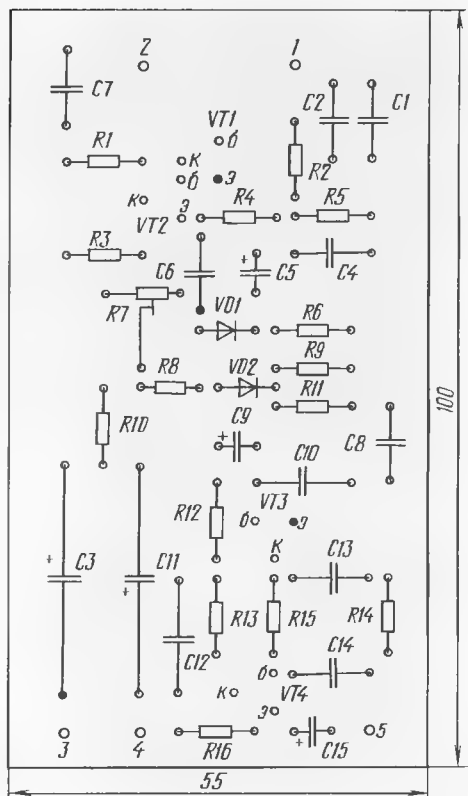 2
1
C7
C2
C1
VT1
б
R1
к
R2
б
э
к
R4
R5
VT2
э
R3
C6
+
C5
C4
R7
VD1
R6
R9
R8
VD2
R11
R10
C9
+
C8
100
C10
R12
VT3
б
э
C3
C11
к
C13
+
+
R13
R15
R14
C12
C14
б
к
VT4
э
3
4
R16
+
C15
5
55